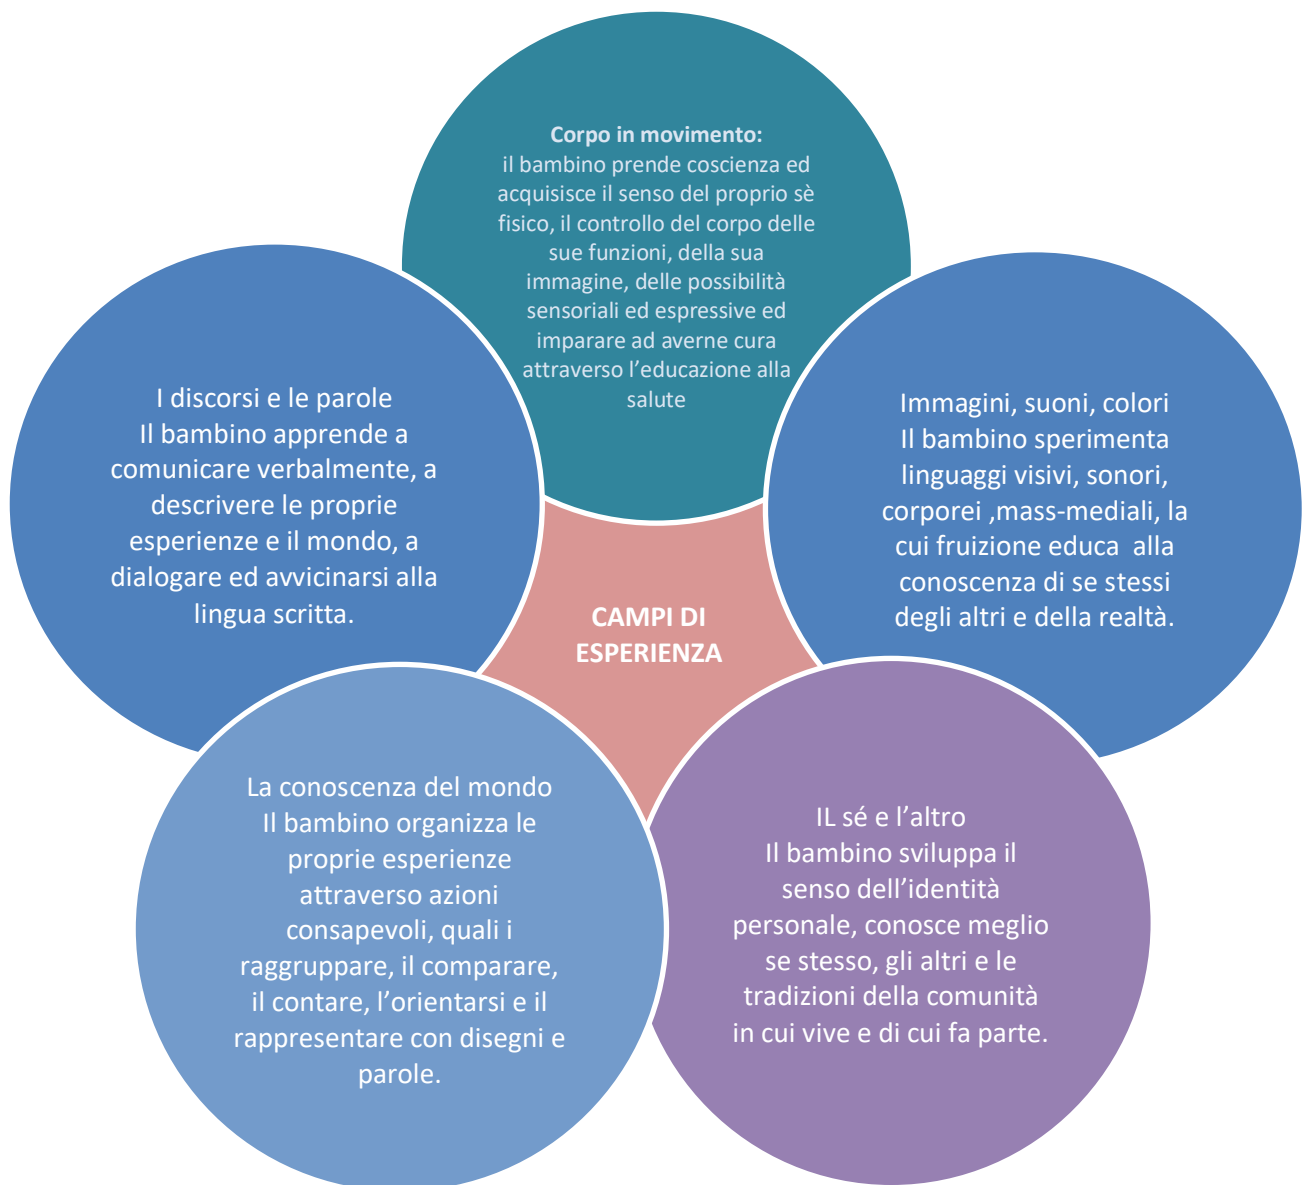 Corpo in movimento:
il bambino prende coscienza ed
acquisisce il senso del proprio sè
fisico, il controllo del corpo delle
sue funzioni, della sua
immagine, delle possibilità
sensoriali ed espressive ed
imparare ad averne cura
attraverso l’educazione alla
salute
I discorsi e le parole
Il bambino apprende a
comunicare verbalmente, a
descrivere le proprie
esperienze e il mondo, a
dialogare ed avvicinarsi alla
lingua scritta.
Immagini, suoni, colori
Il bambino sperimenta
linguaggi visivi, sonori,
corporei ,mass-mediali, la
cui fruizione educa  alla
conoscenza di se stessi
degli altri e della realtà.
CAMPI DI
ESPERIENZA
La conoscenza del mondo
Il bambino organizza le
proprie esperienze
attraverso azioni
consapevoli, quali i
raggruppare, il comparare,
il contare, l’orientarsi e il
rappresentare con disegni e
parole.
IL sé e l’altro
Il bambino sviluppa il
senso dell’identità
personale, conosce meglio
se stesso, gli altri e le
tradizioni della comunità
in cui vive e di cui fa parte.